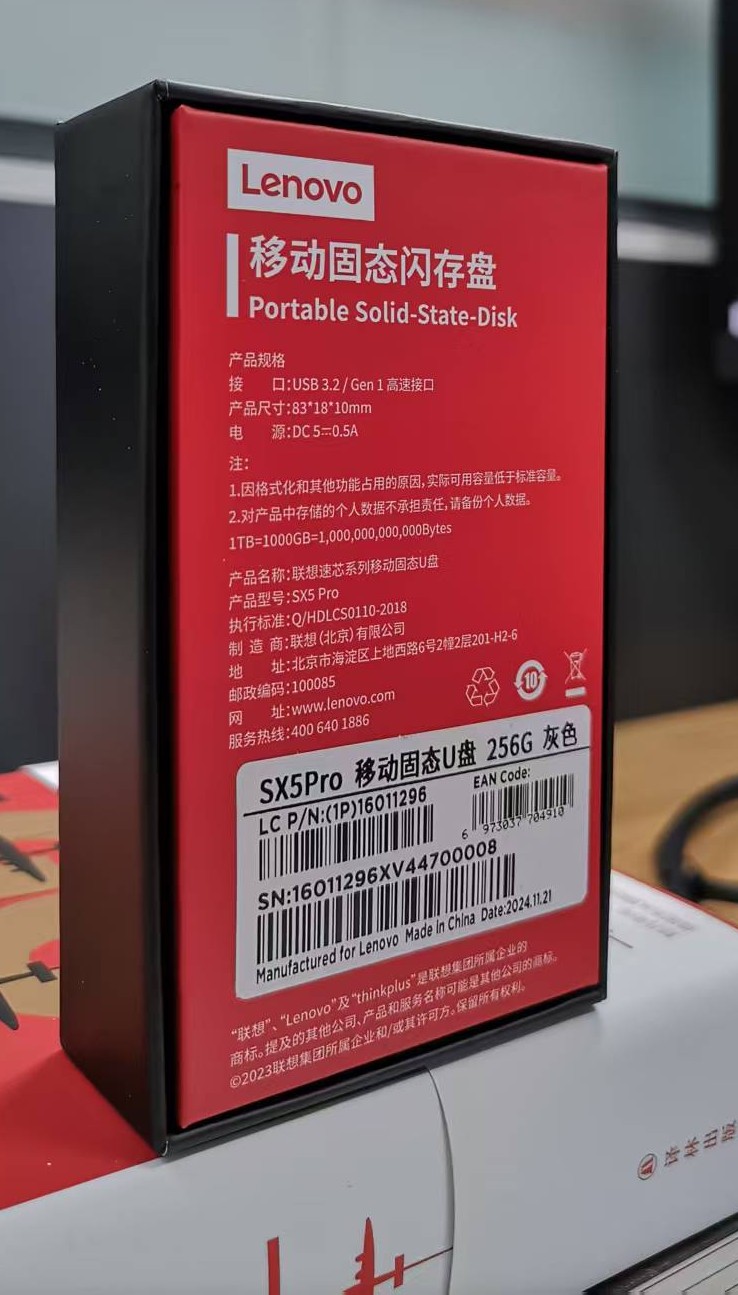 Lenovo
移动固态闪存盘
Portable Solid-State-Disk
产品规格
接 口:USB 3.2 / Gen 1 高速接口
产品尺寸:83*18*10mm
电 源:DC 5⎓0.5A
注:
1.因格式化和其他功能占用的原因,实际可用容量低于标准容量。
2.对产品中存储的个人数据不承担责任,请备份个人数据。
1TB=1000GB=1,000,000,000,000Bytes
产品名称:联想速芯系列移动固态U盘
产品型号:SX5 Pro
执行标准:Q/HDLCS0110-2018
制 造 商:联想(北京)有限公司
地 址:北京市海淀区上地西路6号2幢2层201-H2-6
邮政编码:100085
网 址:www.lenovo.com
服务热线:400 640 1886
10
SX5Pro 移动固态U盘 256G 灰色
LC P/N:(1P)16011296
EAN Code:
6 973037 704910
SN:16011296XV44700008
Manufactured for Lenovo Made in China Date:2024.11.21
“联想”、“Lenovo”及“thinkplus”是联想集团所属企业的
商标。提及的其他公司、产品和服务名称可能是其他公司的商标。
©2023联想集团所属企业和/或其许可方。保留所有权利。
译林出版